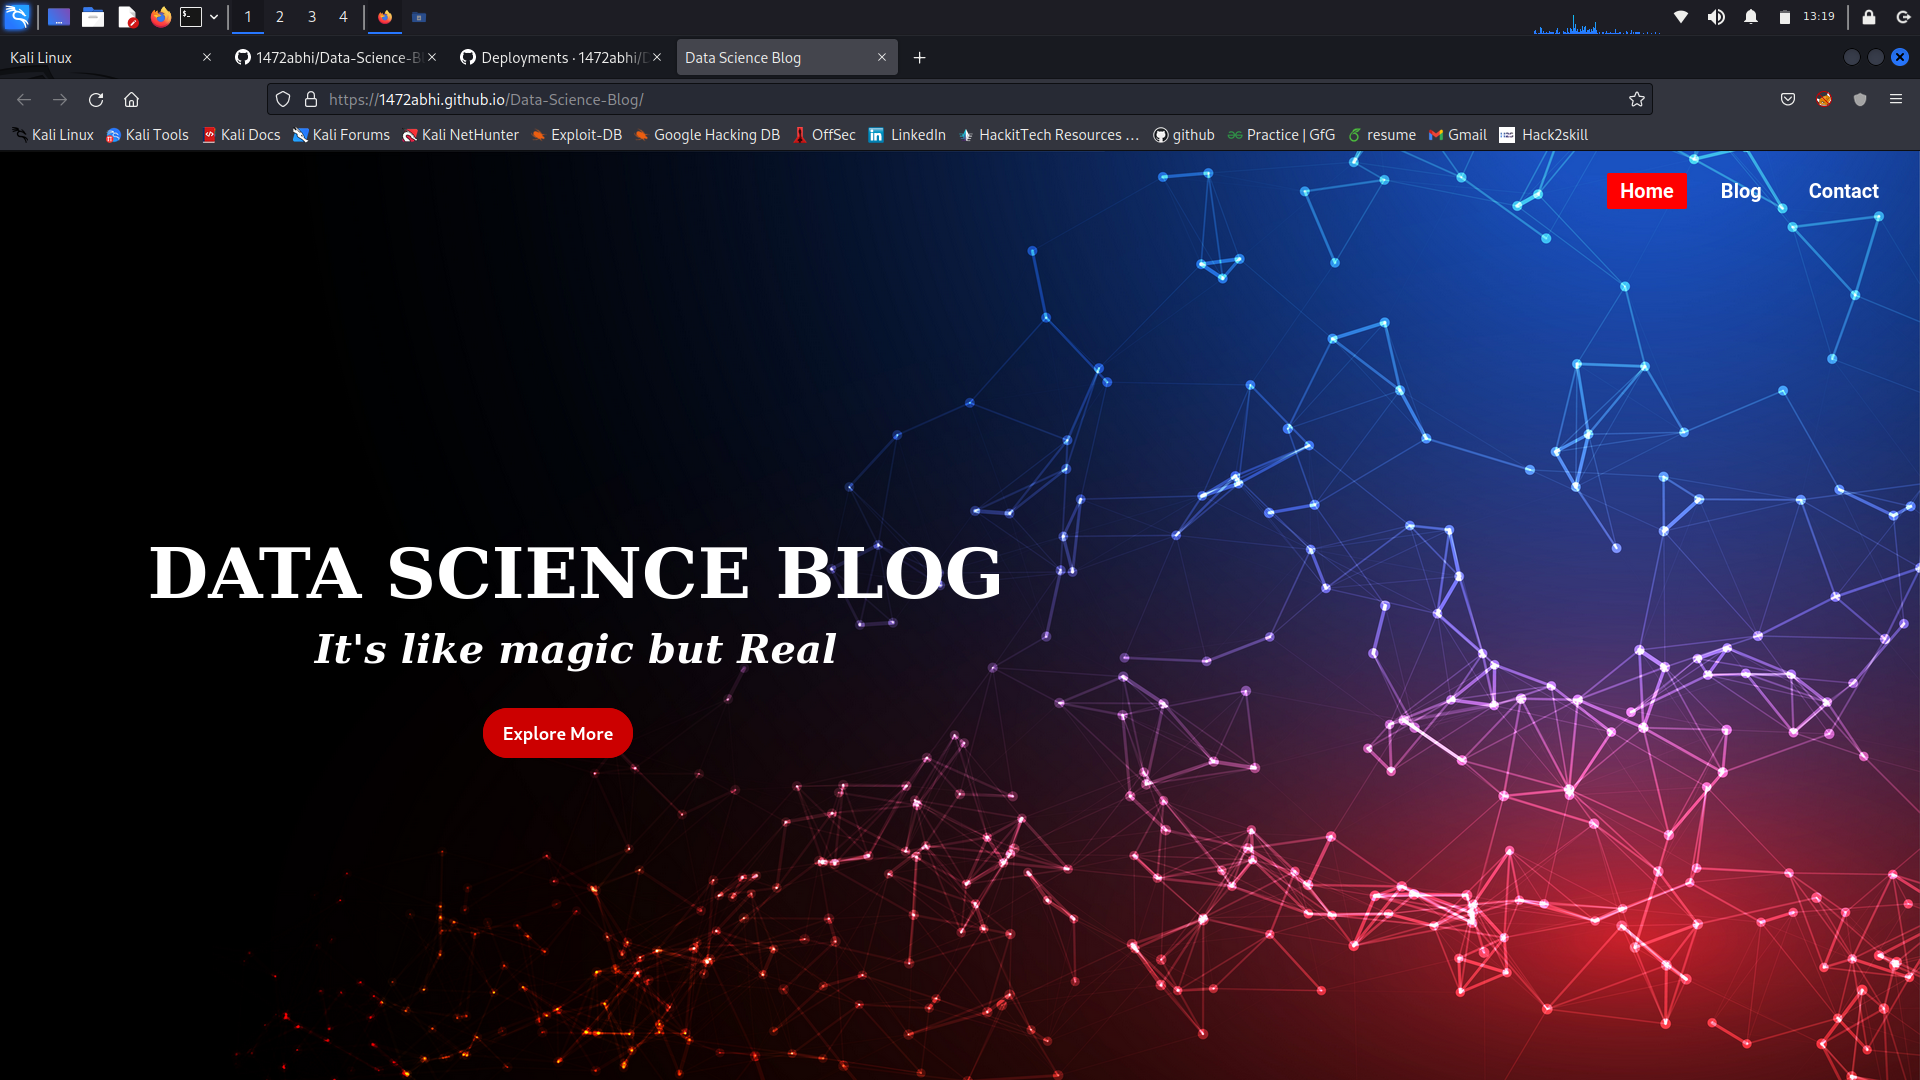 1 2 3 4 13:19
Kali Linux
1472abhi/Data-Science-Bl
Deployments · 1472abhi/D
Data Science Blog
https://1472abhi.github.io/Data-Science-Blog/
Kali Linux Kali Tools Kali Docs Kali Forums Kali NetHunter Exploit-DB Google Hacking DB OffSec LinkedIn HackitTech Resources … github Practice | GfG resume Gmail Hack2skill
Home Blog Contact
DATA SCIENCE BLOG
It's like magic but Real
Explore More